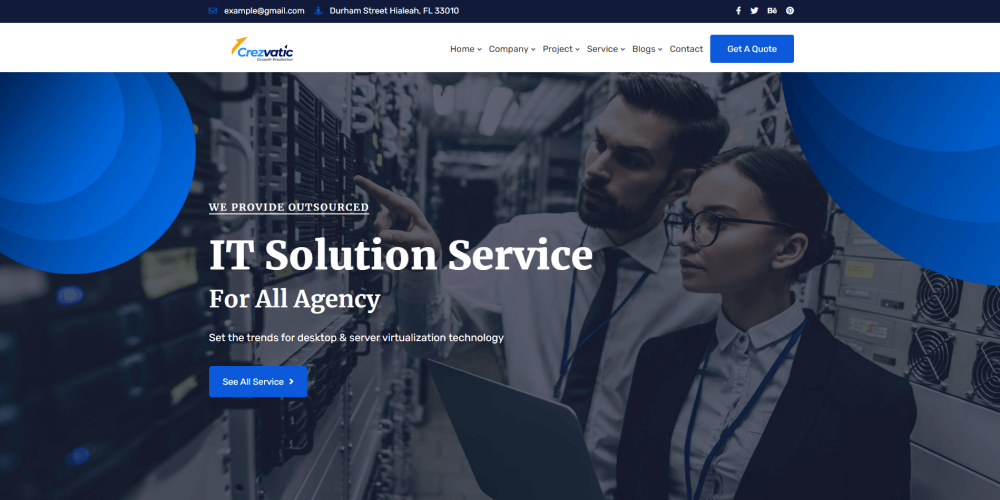 example@gmail.com Durham Street Hialeah, FL 33010
Crezvatic
Growth Prediction
Home Company Project Service Blogs Contact Get A Quote
WE PROVIDE OUTSOURCED
IT Solution Service
For All Agency
Set the trends for desktop & server virtualization technology
See All Service